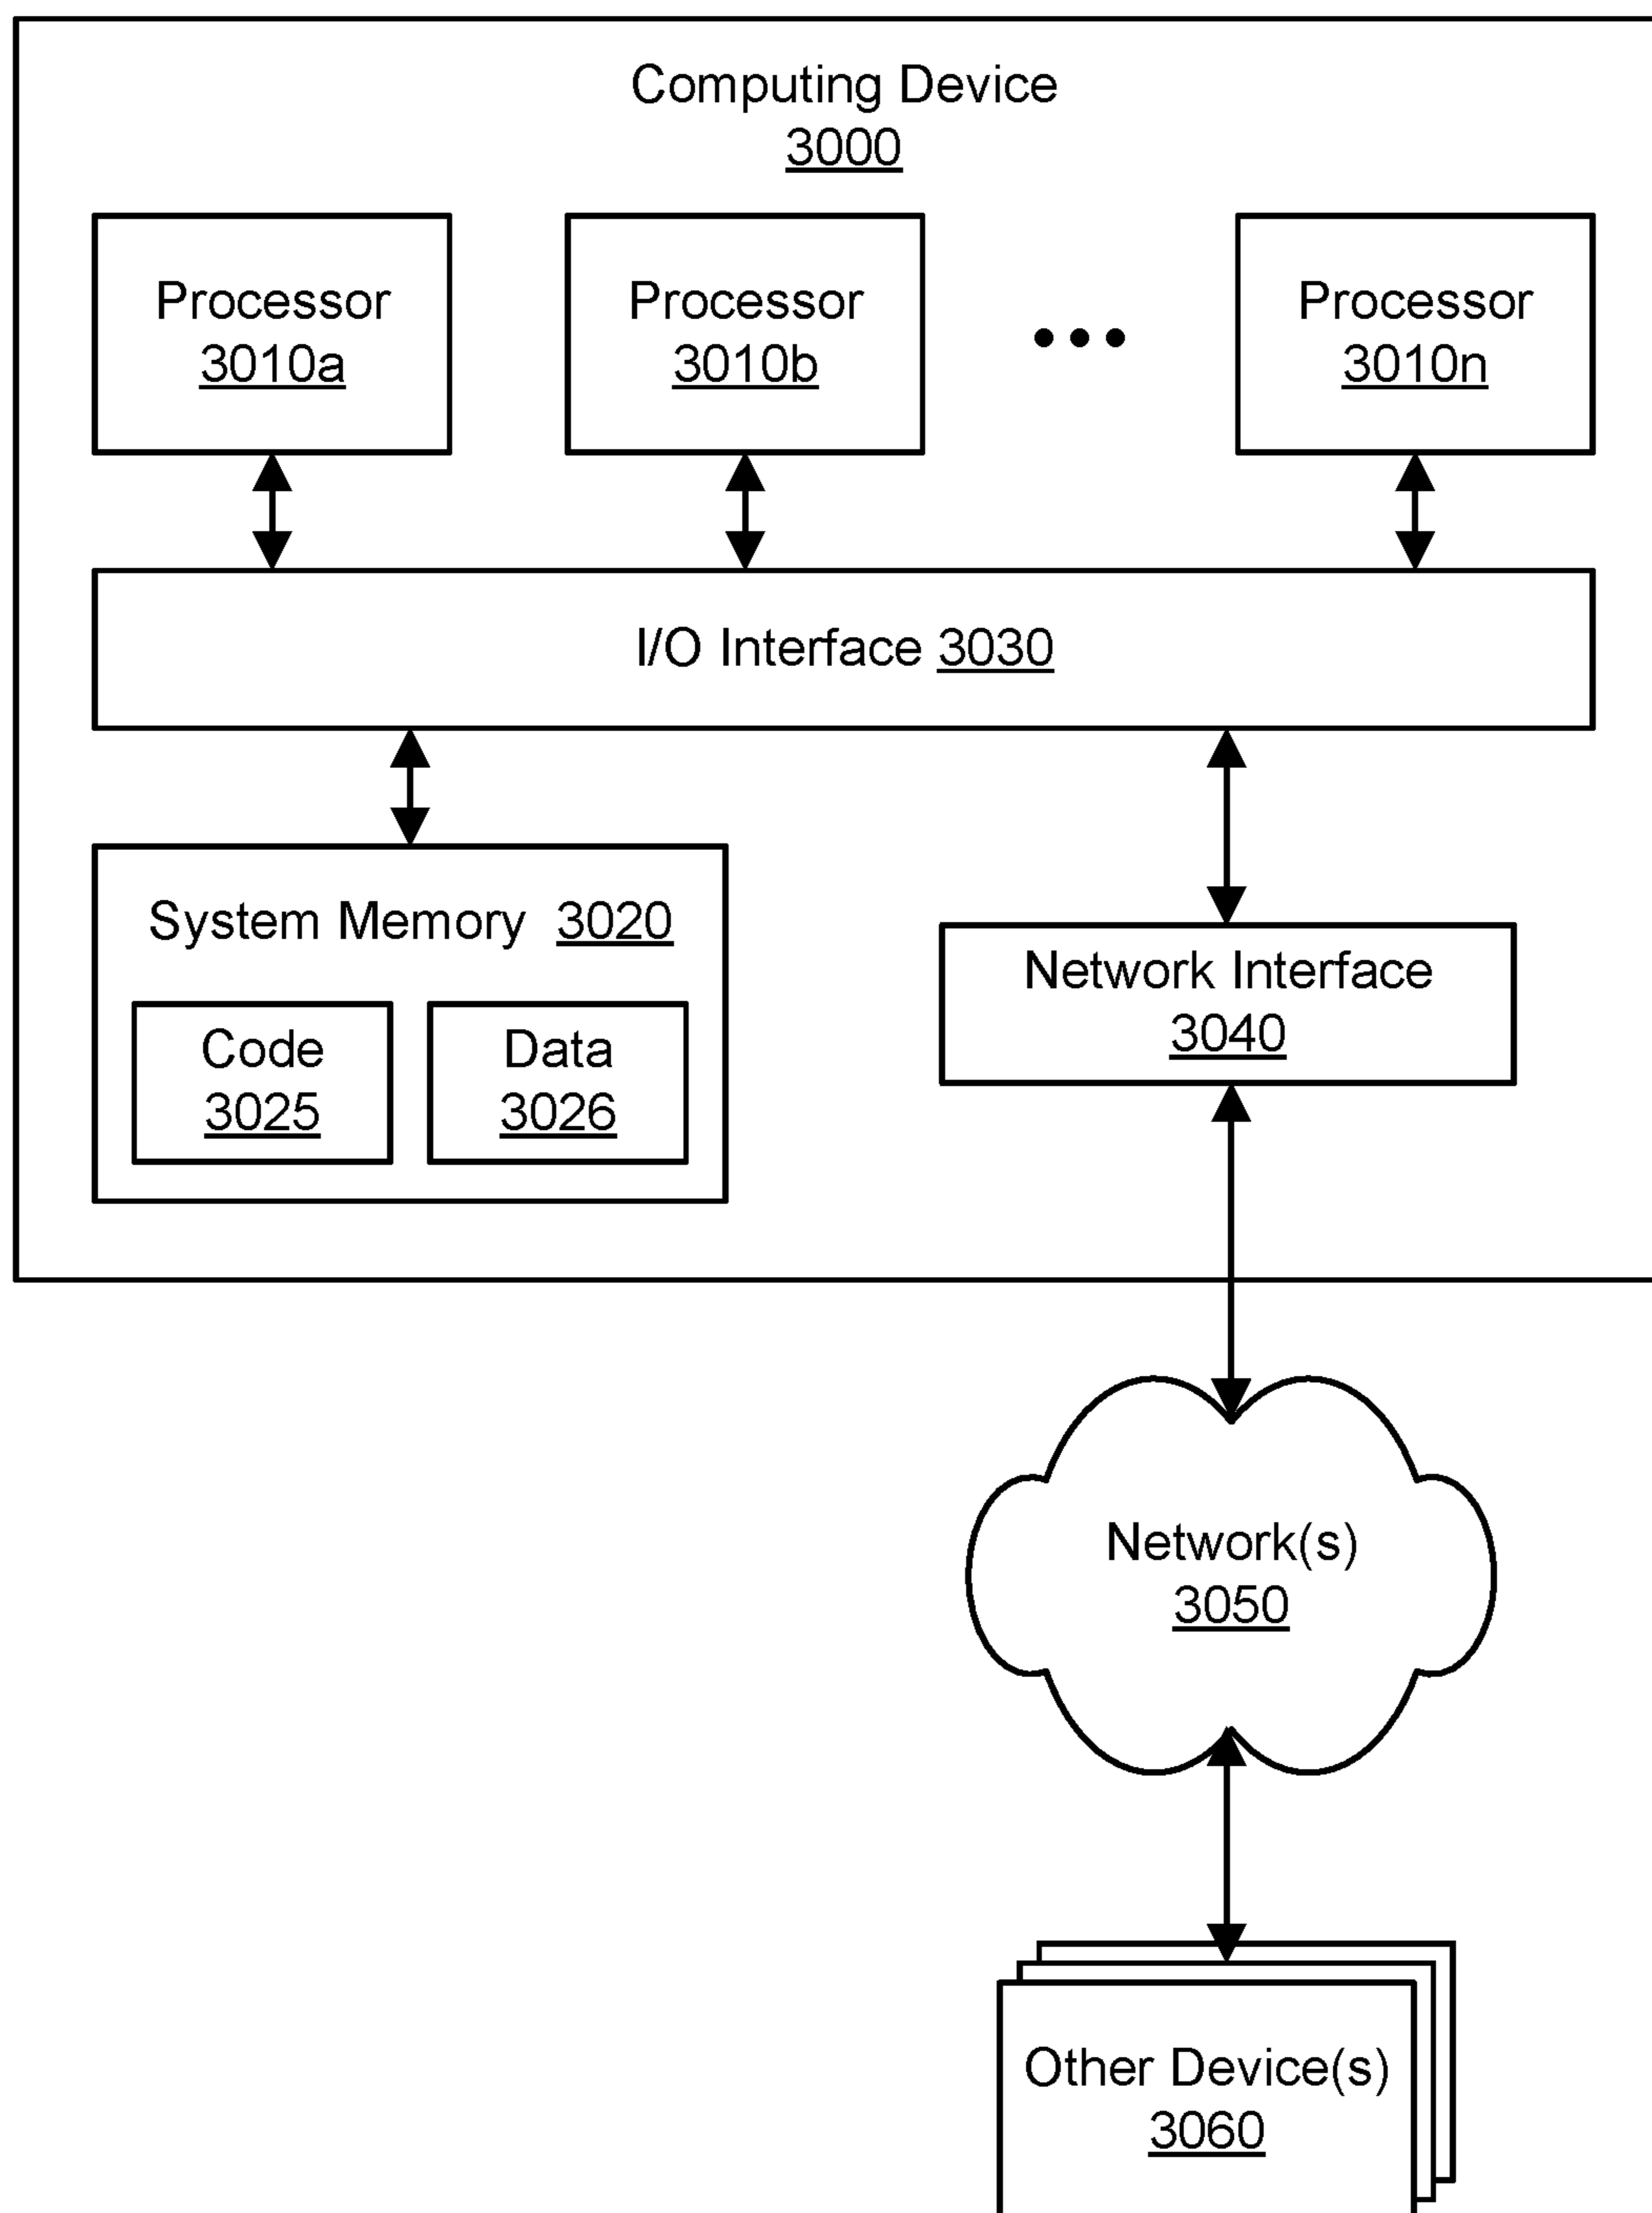 Computing Device
3000
Processor
3010a
Processor
3010b
Processor
3010n
I/O Interface 3030
System Memory 3020
Code
3025
Data
3026
Network Interface
3040
Network(s)
3050
Other Device(s)
3060